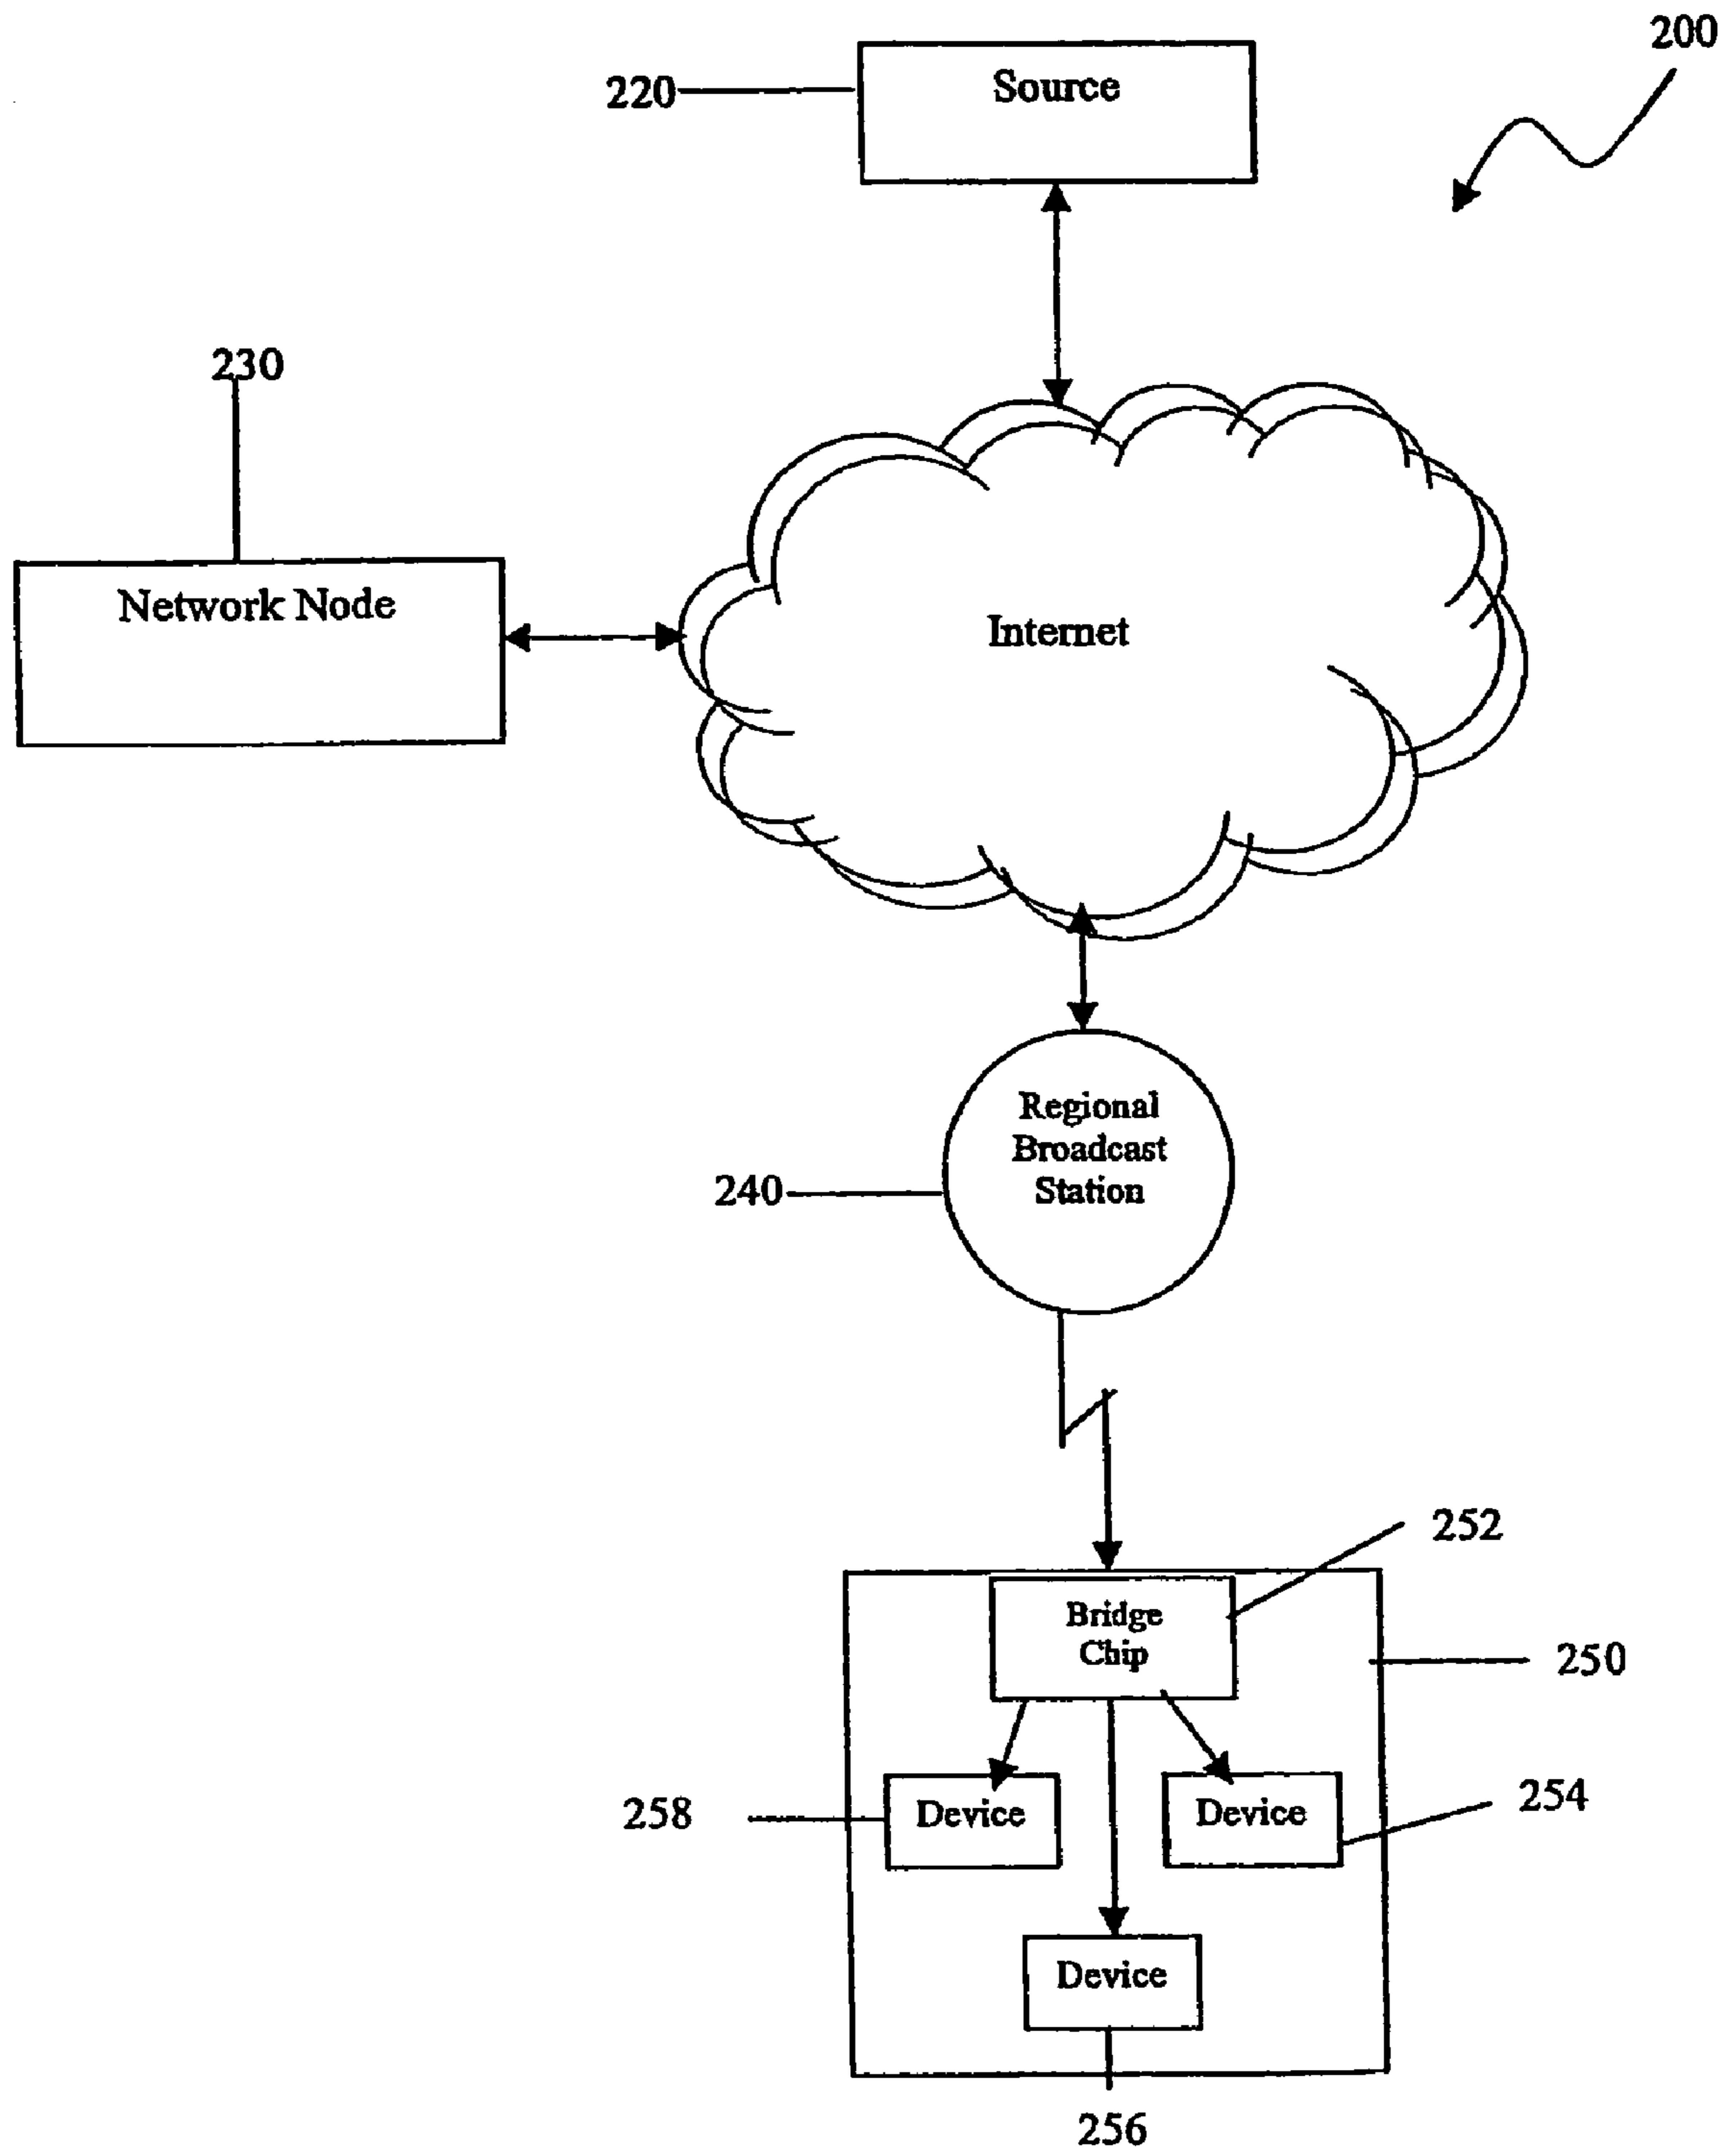 200
220
Source
230
Network Node
Internet
Regional
Broadcast
Station
240
252
Bridge
Chip
250
258
Device
Device
254
Device
256